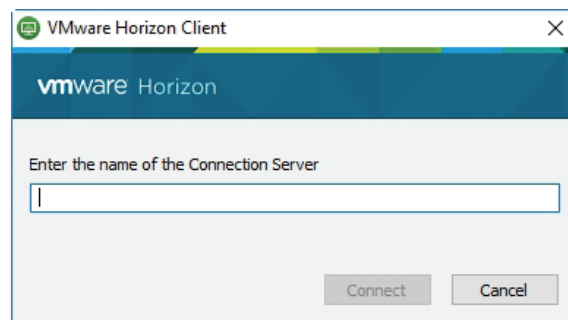 VMware Horizon Client
vmware Horizon
Enter the name of the Connection Server
Connect Cancel